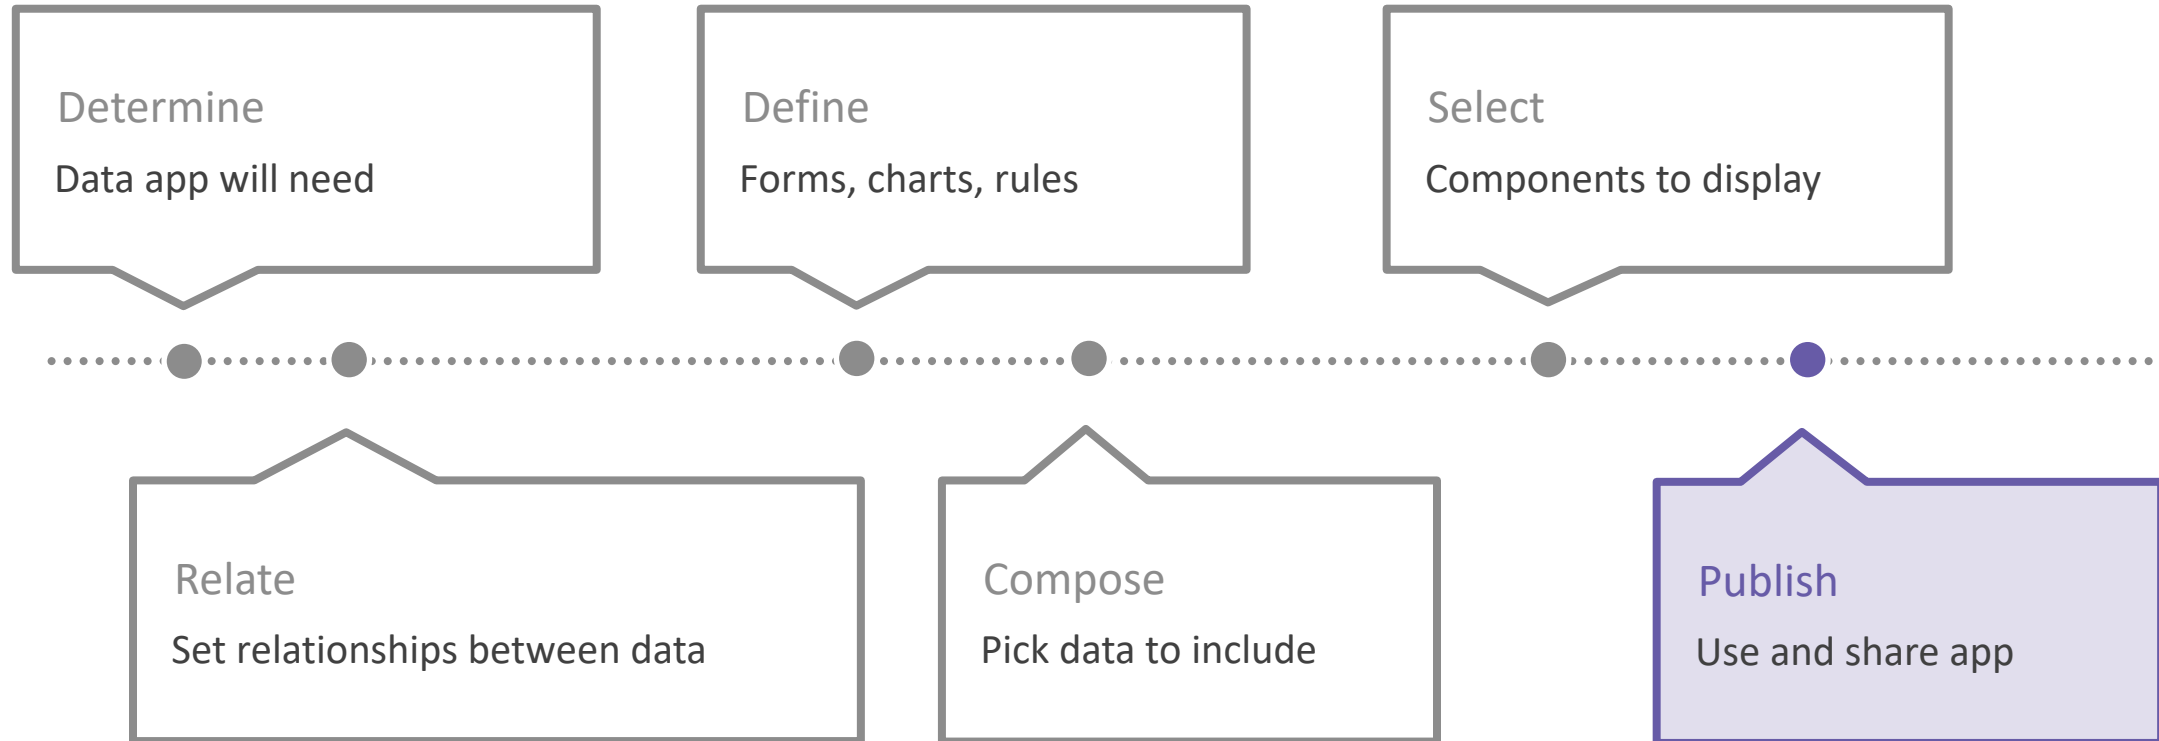 Determine
Data app will need
Define
Forms, charts, rules
Select
Components to display
Relate
Set relationships between data
Compose
Pick data to include
Publish
Use and share app